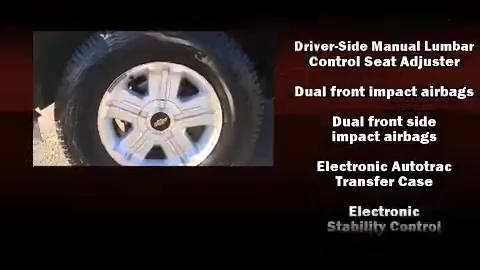 Driver-Side Manual Lumbar
Control Seat Adjuster
Dual front impact airbags
Dual front side
impact airbags
Electronic Autotrac
Transfer Case
Electronic
Stability Control